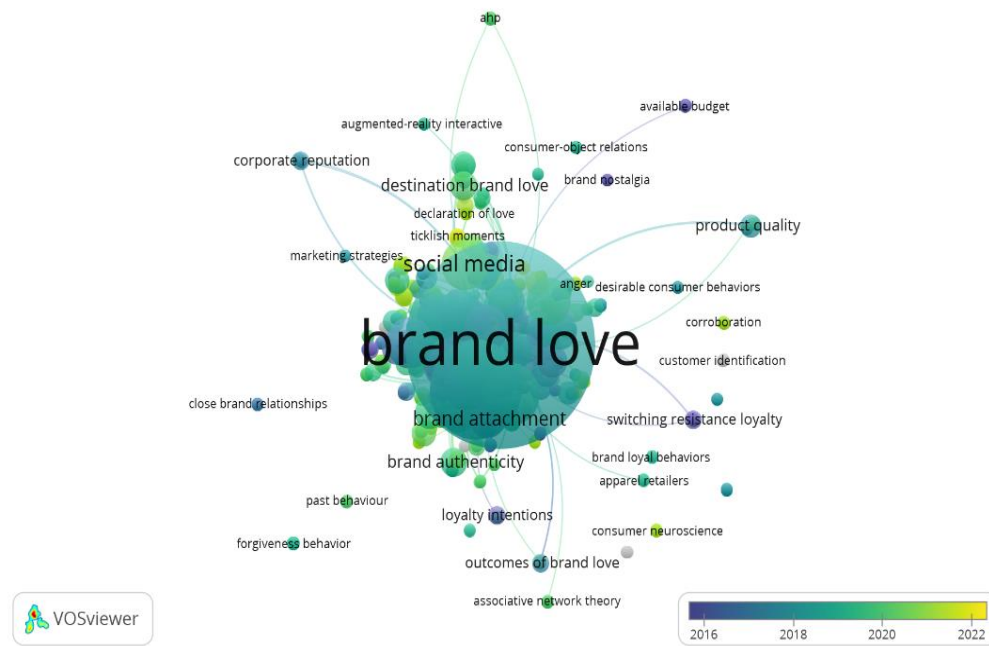 ahp
available budget
augmented-reality interactive
consumer-object relations
corporate reputation
brand nostalgia
destination brand love
declaration of love
product quality
ticklish moments
marketing strategies
social media
anger
desirable consumer behaviors
corroboration
brand love
customer identification
close brand relationships
brand attachment
switching resistance loyalty
brand authenticity
brand loyal behaviors
apparel retailers
past behaviour
loyalty intentions
consumer neuroscience
forgiveness behavior
outcomes of brand love
associative network theory
VOSviewer
2016
2018
2020
2022